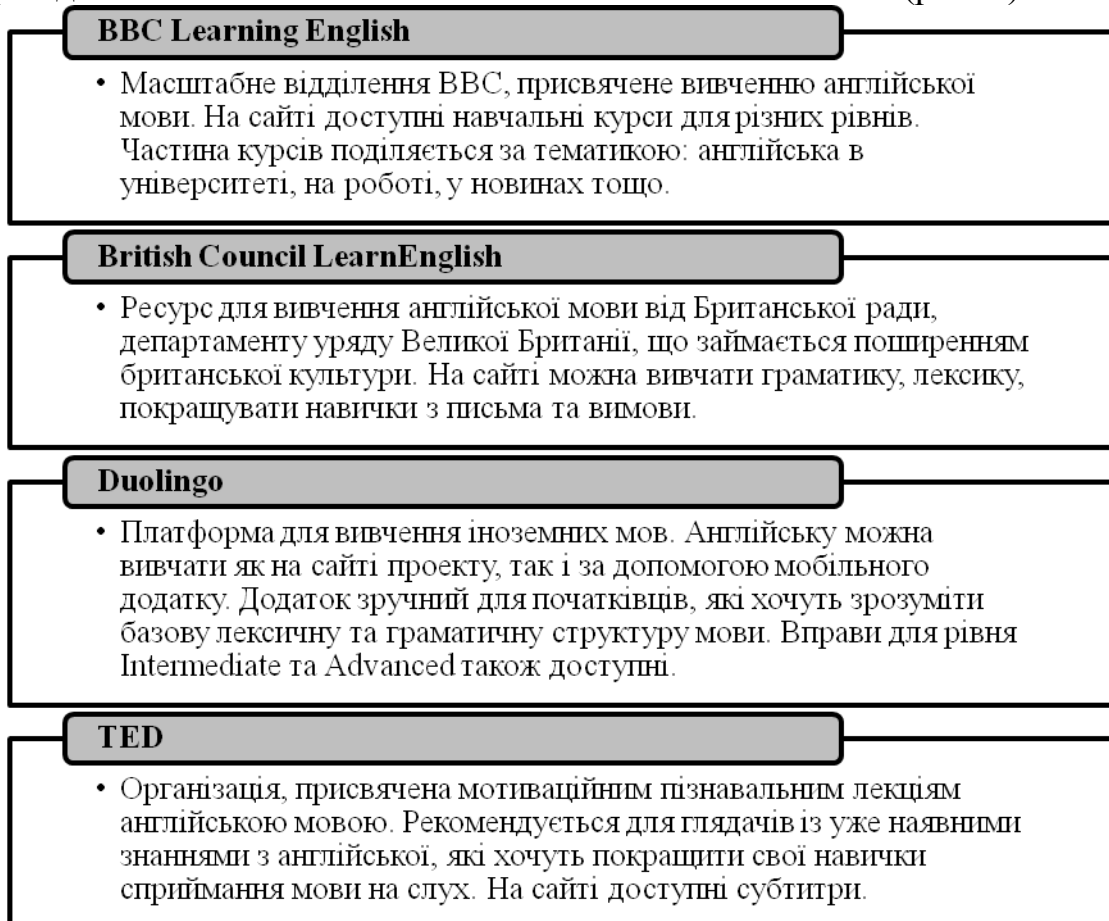 BBC Learning English
• Масштабне відділення BBC, присвячене вивченню англійської
мови. На сайті доступні навчальні курси для різних рівнів.
Частина курсів поділяється за тематикою: англійська в
університеті, на роботі, у новинах тощо.
British Council LearnEnglish
• Ресурс для вивчення англійської мови від Британської ради,
департаменту уряду Великої Британії, що займається поширенням
британської культури. На сайті можна вивчати граматику, лексику,
покращувати навички з письма та вимови.
Duolingo
• Платформа для вивчення іноземних мов. Англійську можна
вивчати як на сайті проекту, так і за допомогою мобільного
додатку. Додаток зручний для початківців, які хочуть зрозуміти
базову лексичну та граматичну структуру мови. Вправи для рівня
Intermediate та Advanced також доступні.
TED
• Організація, присвячена мотиваційним пізнавальним лекціям
англійською мовою. Рекомендується для глядачів із уже наявними
знаннями з англійської, які хочуть покращити свої навички
сприймання мови на слух. На сайті доступні субтитри.